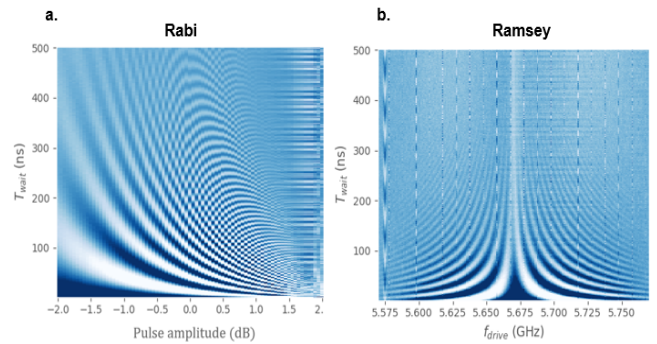 a.
Rabi
500
400
300
200
100
T_wait (ns)
−2.0 −1.5 −1.0 −0.5 0.0 0.5 1.0 1.5 2.
Pulse amplitude (dB)
b.
Ramsey
500
400
300
200
100
T_wait (ns)
5.575 5.600 5.625 5.650 5.675 5.700 5.725 5.750
f_drive (GHz)